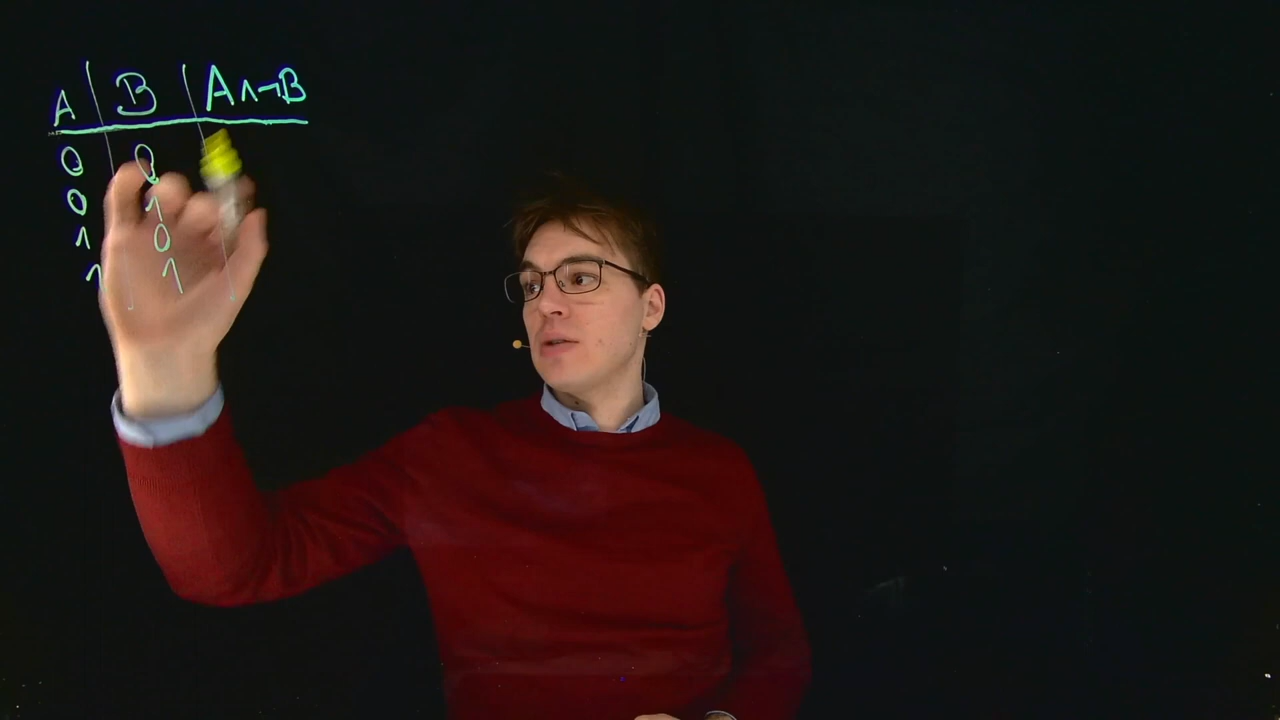 A | B | A∧¬B
0 | 0 |
0 | 1 |
1 | 0 |
1 | 1 |